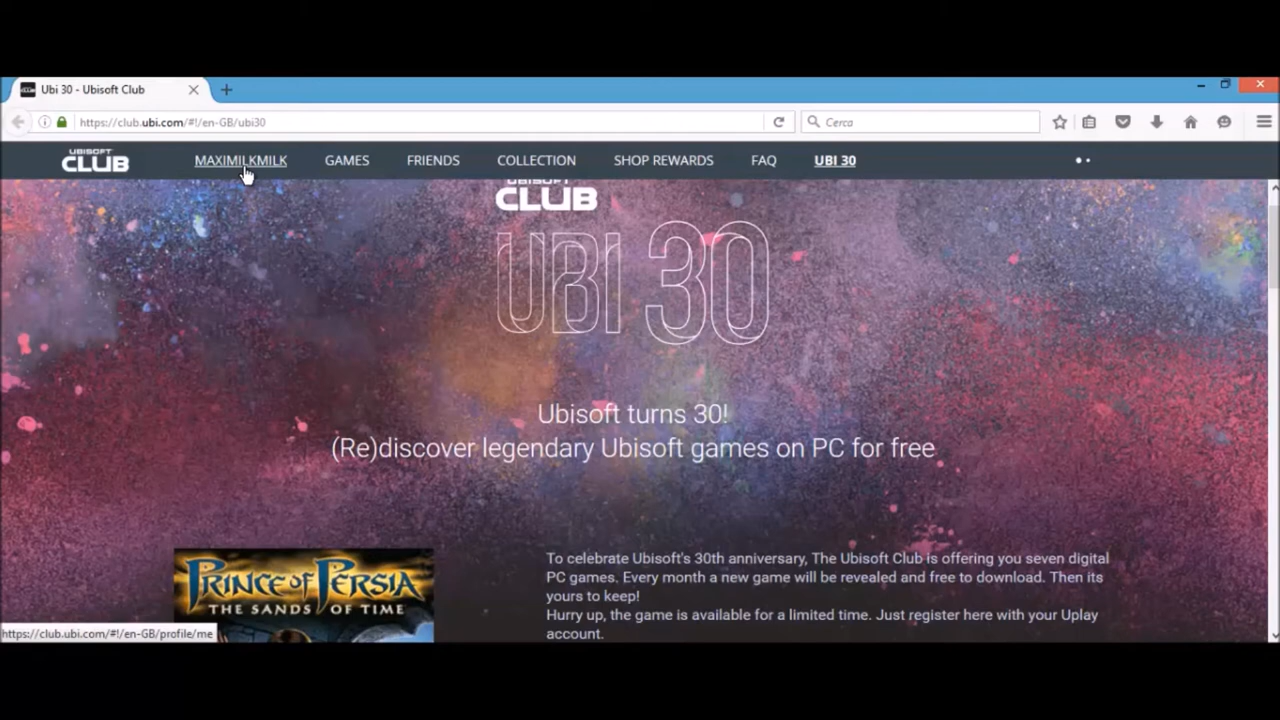 Ubi 30 - Ubisoft Club
https://club.ubi.com/#!/en-GB/ubi30
Cerca
UBISOFT
CLUB
MAXIMILKMILK GAMES FRIENDS COLLECTION SHOP REWARDS FAQ UBI 30
UBISOFT
CLUB
UBI 30
Ubisoft turns 30!
(Re)discover legendary Ubisoft games on PC for free
PRINCE OF PERSIA
THE SANDS OF TIME
To celebrate Ubisoft's 30th anniversary, The Ubisoft Club is offering you seven digital
PC games. Every month a new game will be revealed and free to download. Then its
yours to keep!
Hurry up, the game is available for a limited time. Just register here with your Uplay
account.
https://club.ubi.com/#!/en-GB/profile/me